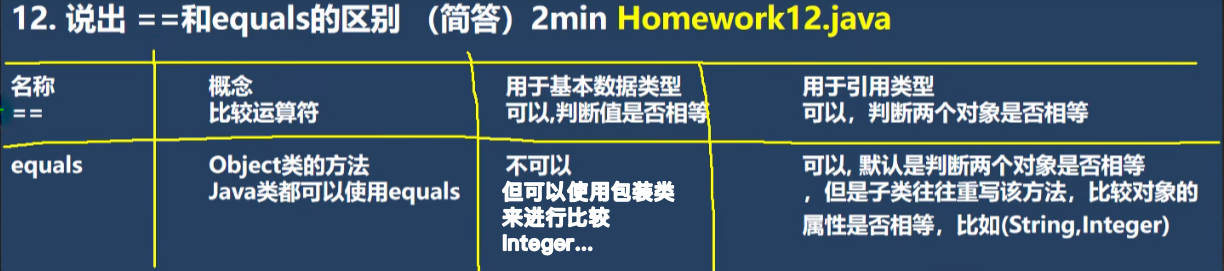 12. 说出 ==和equals的区别 （简答）2min Homework12.java
名称 概念 用于基本数据类型 用于引用类型
== 比较运算符 可以,判断值是否相等 可以，判断两个对象是否相等
equals Object类的方法 不可以 可以, 默认是判断两个对象是否相等
Java类都可以使用equals 但可以使用包装类 ，但是子类往往重写该方法，比较对象的
来进行比较 属性是否相等，比如(String,Integer)
Integer...